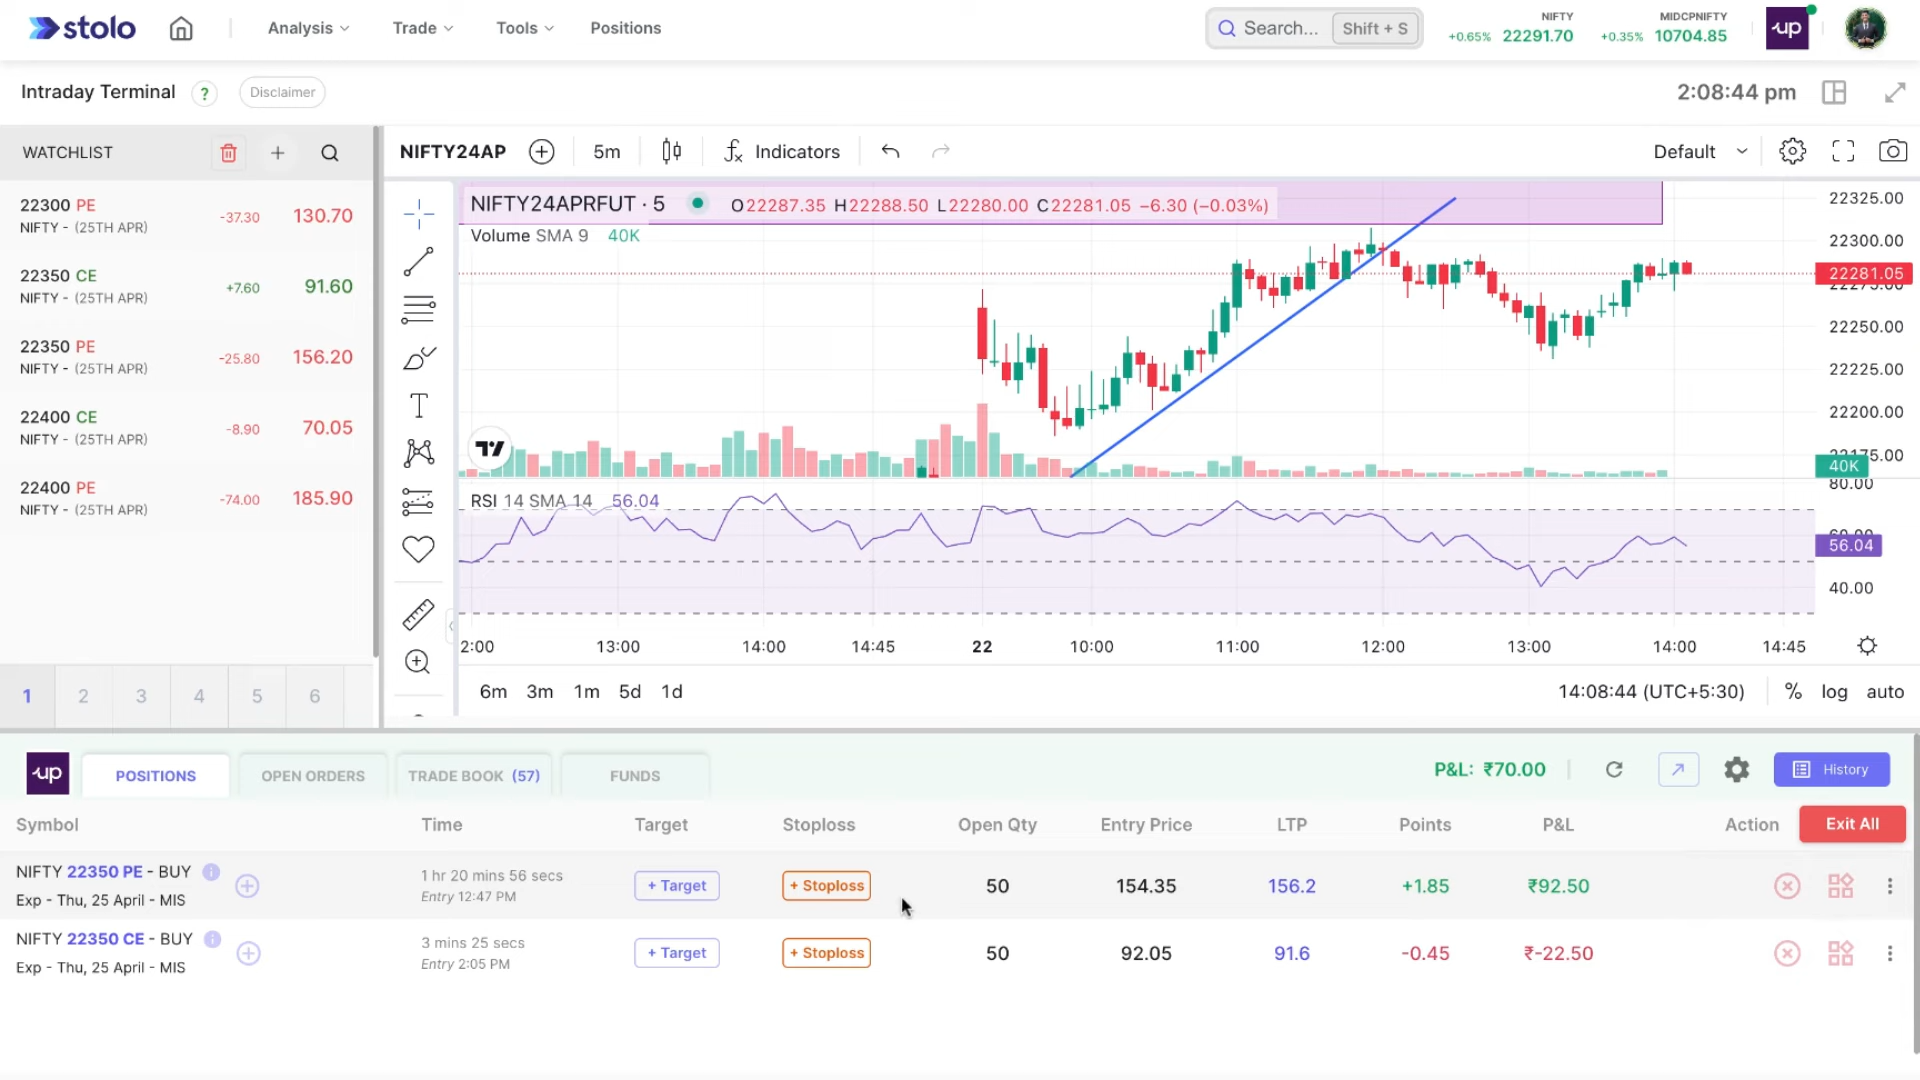 stolo
Analysis
Trade
Tools
Positions
Search...
Shift + S
NIFTY
+0.65% 22291.70
MIDCPNIFTY
+0.35% 10704.85
up
Intraday Terminal
?
Disclaimer
2:08:44 pm
WATCHLIST
22300 PE
NIFTY - (25TH APR)
-37.30
130.70
22350 CE
NIFTY - (25TH APR)
+7.60
91.60
22350 PE
NIFTY - (25TH APR)
-25.80
156.20
22400 CE
NIFTY - (25TH APR)
-8.90
70.05
22400 PE
NIFTY - (25TH APR)
-74.00
185.90
1 2 3 4 5 6
NIFTY24AP
5m
Indicators
Default
NIFTY24APRFUT · 5
O22287.35 H22288.50 L22280.00 C22281.05 −6.30 (−0.03%)
Volume SMA 9 40K
22325.00
22300.00
22281.05
22275.00
22250.00
22225.00
22200.00
22175.00
40K
RSI 14 SMA 14 56.04
80.00
60.00
56.04
40.00
2:00 13:00 14:00 14:45 22 10:00 11:00 12:00 13:00 14:00 14:45
6m 3m 1m 5d 1d
14:08:44 (UTC+5:30)
% log auto
up
POSITIONS
OPEN ORDERS
TRADE BOOK (57)
FUNDS
P&L: ₹70.00
History
Symbol Time Target Stoploss Open Qty Entry Price LTP Points P&L Action
Exit All
NIFTY 22350 PE - BUY
Exp - Thu, 25 April - MIS
1 hr 20 mins 56 secs
Entry 12:47 PM
+ Target
+ Stoploss
50 154.35 156.2 +1.85 ₹92.50
NIFTY 22350 CE - BUY
Exp - Thu, 25 April - MIS
3 mins 25 secs
Entry 2:05 PM
+ Target
+ Stoploss
50 92.05 91.6 -0.45 ₹-22.50